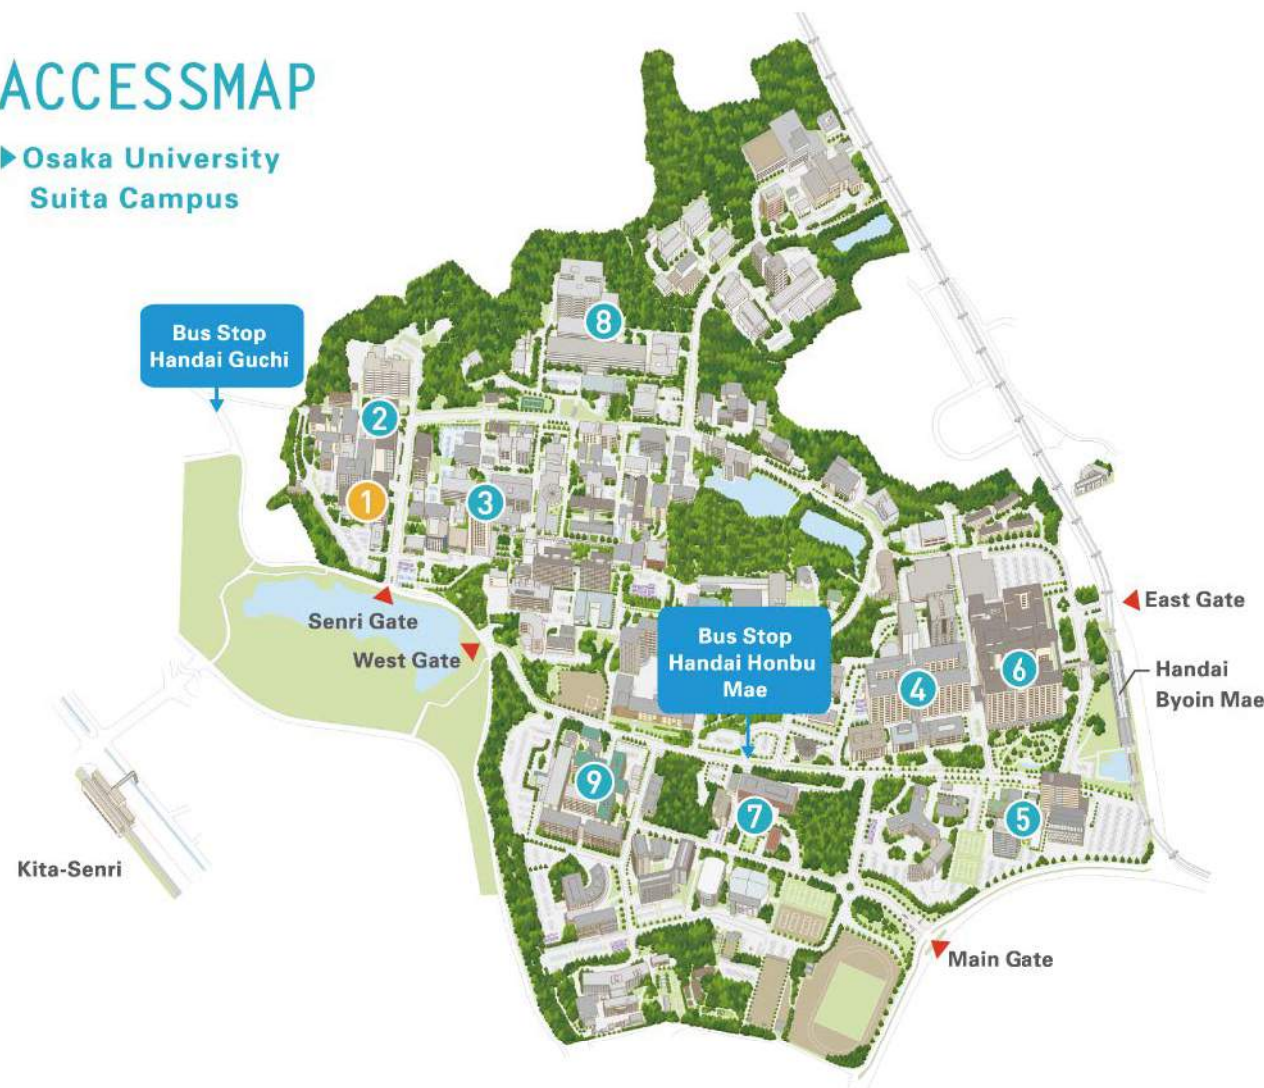 ACCESSMAP
Osaka University
Suita Campus
Bus Stop
Handai Guchi
8
2
1
3
Senri Gate
West Gate
Bus Stop
Handai Honbu
Mae
East Gate
Handai
Byoin Mae
4
6
9
7
5
Kita-Senri
Main Gate